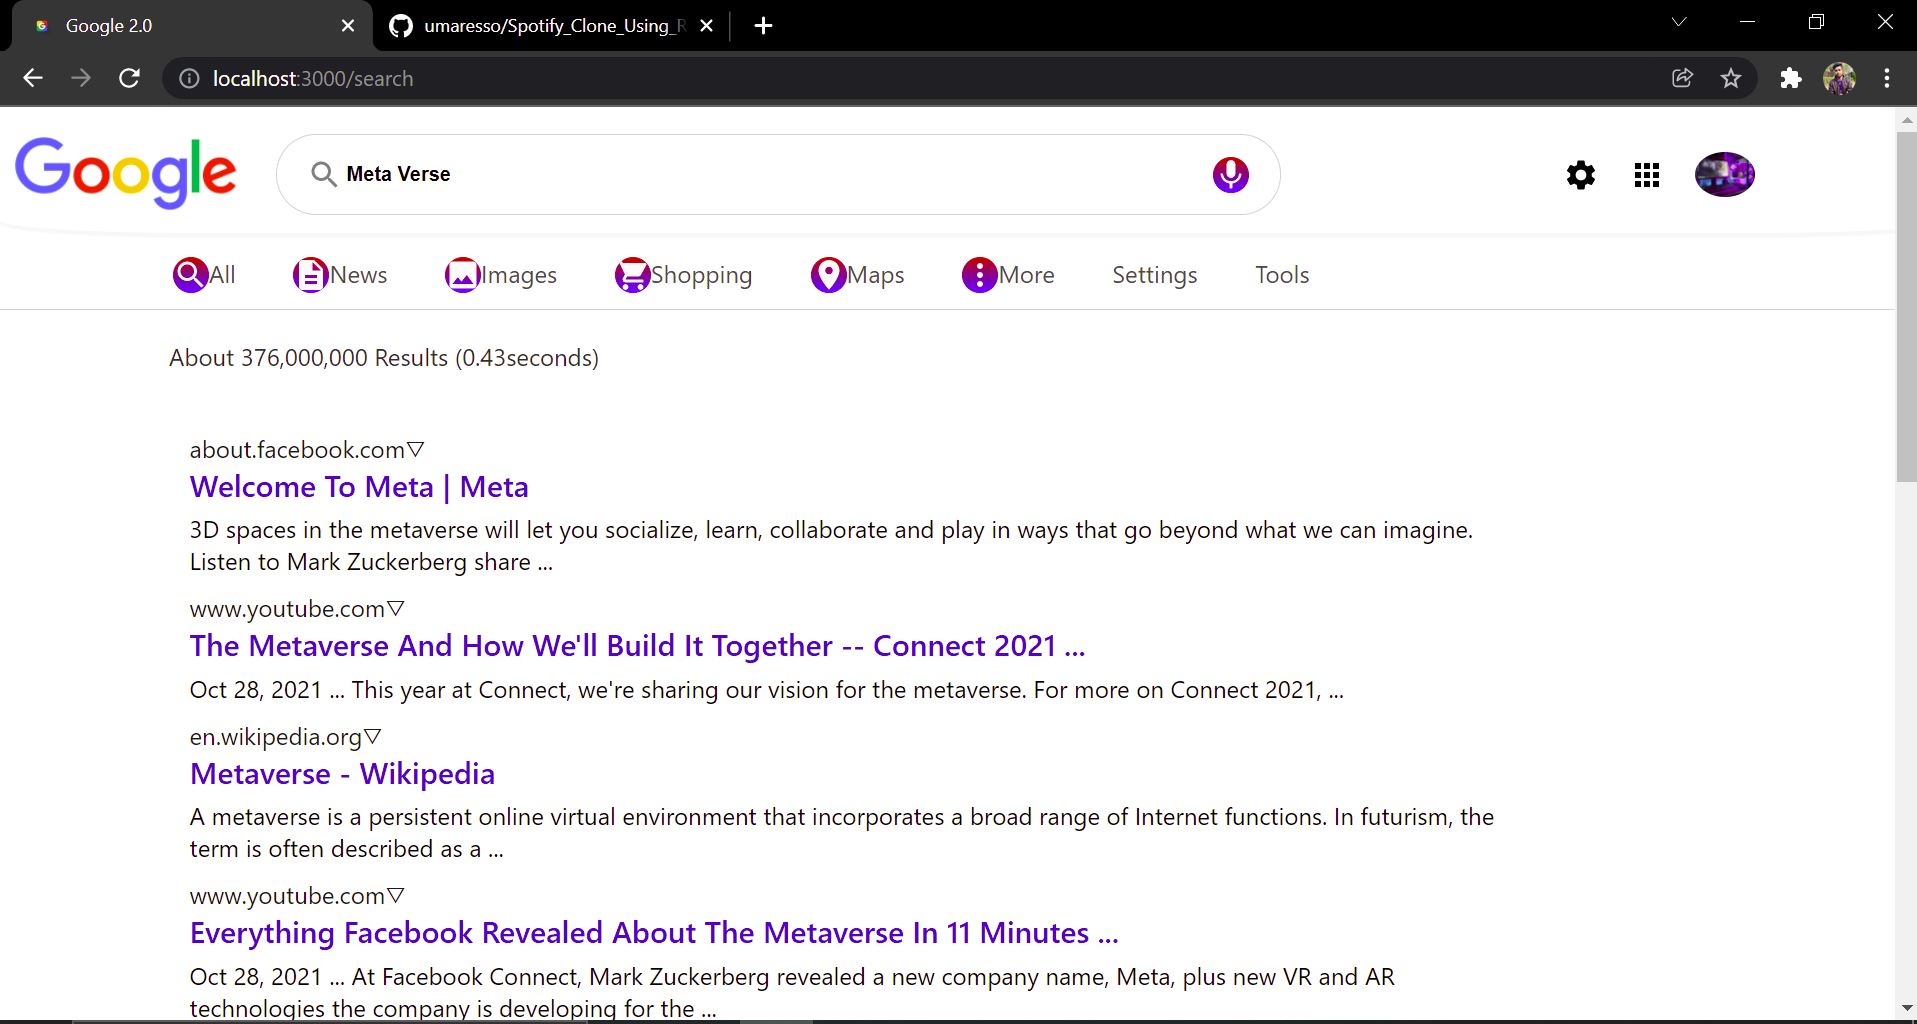 Google 2.0
umaresso/Spotify_Clone_Using_R
localhost:3000/search
Google
Meta Verse
All
News
Images
Shopping
Maps
More
Settings
Tools
About 376,000,000 Results (0.43seconds)
about.facebook.com▽
Welcome To Meta | Meta
3D spaces in the metaverse will let you socialize, learn, collaborate and play in ways that go beyond what we can imagine.
Listen to Mark Zuckerberg share ...
www.youtube.com▽
The Metaverse And How We'll Build It Together -- Connect 2021 ...
Oct 28, 2021 ... This year at Connect, we're sharing our vision for the metaverse. For more on Connect 2021, ...
en.wikipedia.org▽
Metaverse - Wikipedia
A metaverse is a persistent online virtual environment that incorporates a broad range of Internet functions. In futurism, the
term is often described as a ...
www.youtube.com▽
Everything Facebook Revealed About The Metaverse In 11 Minutes ...
Oct 28, 2021 ... At Facebook Connect, Mark Zuckerberg revealed a new company name, Meta, plus new VR and AR
technologies the company is developing for the ...